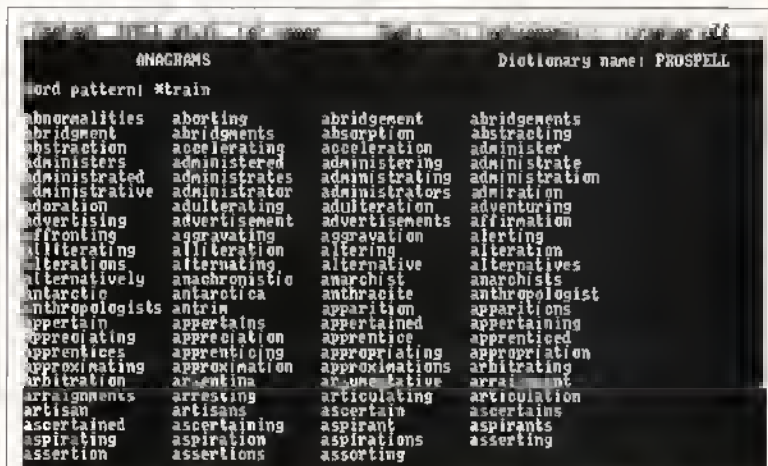 ANAGRAMS Dictionary name: PROSPELL
word pattern: *train
abnormalities aborting abridgement abridgements
abridgment abridgments absorption abstracting
abstraction accelerating acceleration administer
administers administered administering administrate
administrated administrates administrating administration
administrative administrator administrators admiration
adoration adulterating adulteration adventuring
advertising advertisement advertisements affirmation
affronting aggravating aggravation alerting
alliterating alliteration altering alteration
alterations alternating alternative alternatives
alternatively anachronistic anarchist anarchists
antarctic antarctica anthracite anthropologist
anthropologists antrim apparition apparitions
appertain appertains appertained appertaining
appreciating appreciation apprentice apprenticed
apprentices apprenticing appropriating appropriation
approximating approximation approximations arbitrating
arbitration argentina argumentative arraignment
arraignments arresting articulating articulation
artisan artisans ascertain ascertains
ascertained ascertaining aspirant aspirants
aspirating aspiration aspirations asserting
assertion assertions assorting